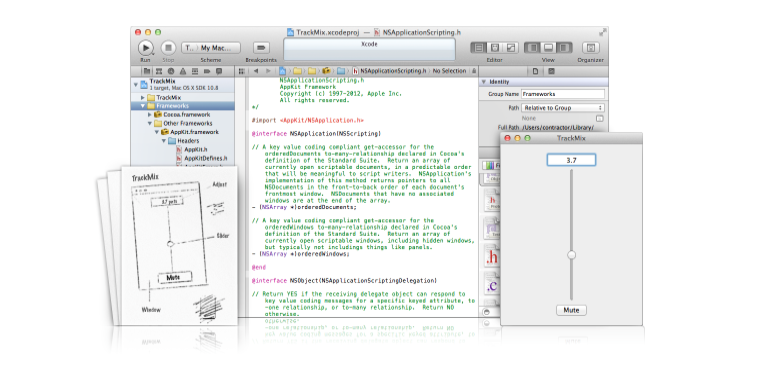 TrackMix.xcodeproj — NSApplicationScripting.h
Xcode
T... My Mac...
Run Stop Scheme Breakpoints Editor View Organizer
NSApplicationScripting.h No Selection
TrackMix
1 target, Mac OS X SDK 10.8
TrackMix
Frameworks
Cocoa.framework
Other Frameworks
AppKit.framework
Headers
AppKit.h
AppKitDefines.h
NSApplicationScripting.h
AppKit Framework
Copyright (c) 1997-2012, Apple Inc.
All rights reserved.
*/
#import <AppKit/NSApplication.h>
@interface NSApplication(NSScripting)
// A key value coding compliant get-accessor for the
orderedDocuments to-many-relationship declared in Cocoa's
definition of the Standard Suite. Return an array of
currently open scriptable documents, in a predictable order
that will be meaningful to script writers. NSApplication's
implementation of this method returns pointers to all
NSDocuments in the front-to-back order of each document's
frontmost window. NSDocuments that have no associated
windows are at the end of the array.
- (NSArray *)orderedDocuments;
// A key value coding compliant get-accessor for the
orderedWindows to-many-relationship declared in Cocoa's
definition of the Standard Suite. Return an array of
currently open scriptable windows, including hidden windows,
but typically not includings things like panels.
- (NSArray *)orderedWindows;
@end
@interface NSObject(NSApplicationScriptingDelegation)
// Return YES if the receiving delegate object can respond to
key value coding messages for a specific keyed attribute, to
-one relationship, or to-many relationship. Return NO
otherwise.
Identity
Group Name Frameworks
Path Relative to Group
None
Full Path /Users/contractor/Library/
.h
.c
TrackMix
3.7
Mute
TrackMix
Adjust
3.7 pots
Slider
Mute
Window